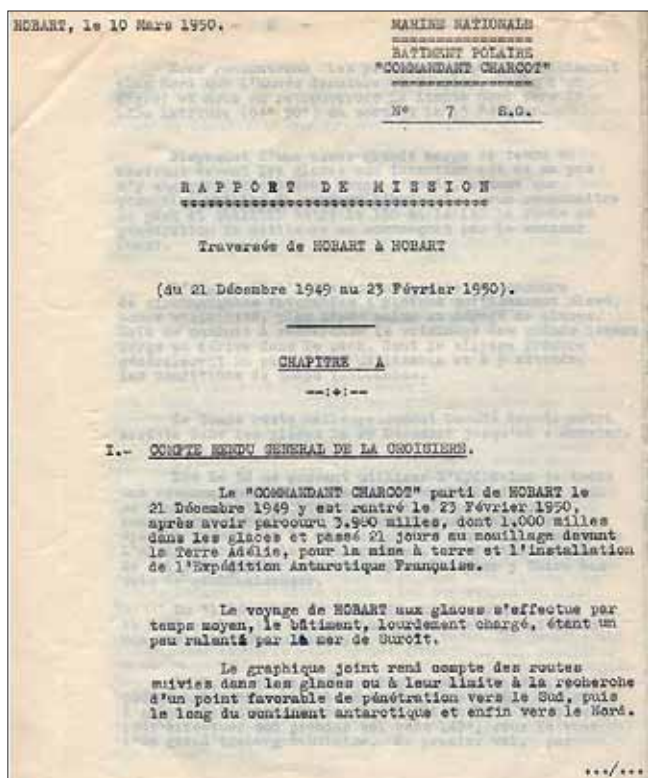 HOBART, le 10 Mars 1950.-
MARINE NATIONALE
=================
BATIMENT POLAIRE
"COMMANDANT CHARCOT"
=================
N° 7 S.G.
R A P P O R T D E M I S S I O N
================================
Traversée de HOBART à HOBART
(du 21 Décembre 1949 au 23 Février 1950).
CHAPITRE A
--:+:--
I.- COMPTE RENDU GENERAL DE LA CROISIERE.
Le "COMMANDANT CHARCOT" parti de HOBART le
21 Décembre 1949 y est rentré le 23 Février 1950,
après avoir parcouru 3.980 milles, dont 1.000 milles
dans les glaces et passé 21 jours au mouillage devant
la Terre Adélie, pour la mise à terre et l'installation
de l'Expédition Antarctique Française.
Le voyage de HOBART aux glaces s'effectue par
temps moyen, le bâtiment, lourdement chargé, étant un
peu ralanti par la mer de Suroît.
Le graphique joint rend compte des routes
suivies dans les glaces ou à leur limite à la recherche
d'un point favorable de pénétration vers le Sud, puis
le long du continent antarctique et enfin vers le Nord.
.../...